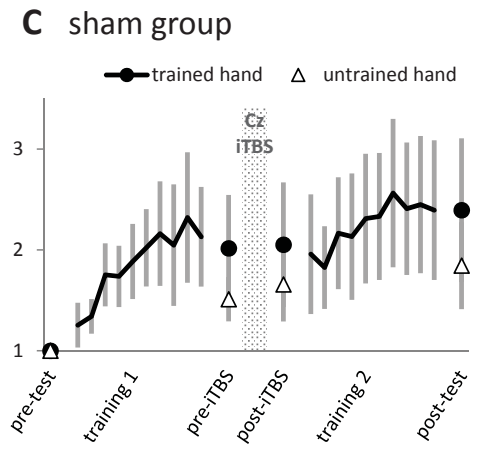 C sham group
trained hand untrained hand
Cz
iTBS
3
2
1
pre-test training 1 pre-iTBS post-iTBS training 2 post-test